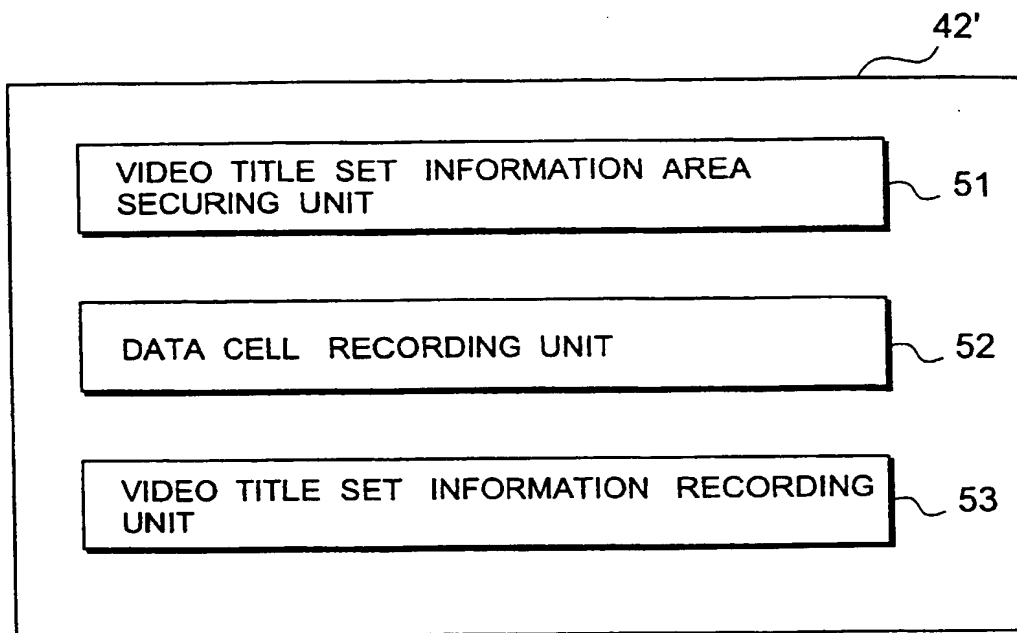 42'
VIDEO TITLE SET INFORMATION AREA
SECURING UNIT
51
DATA CELL RECORDING UNIT
52
VIDEO TITLE SET INFORMATION RECORDING
UNIT
53